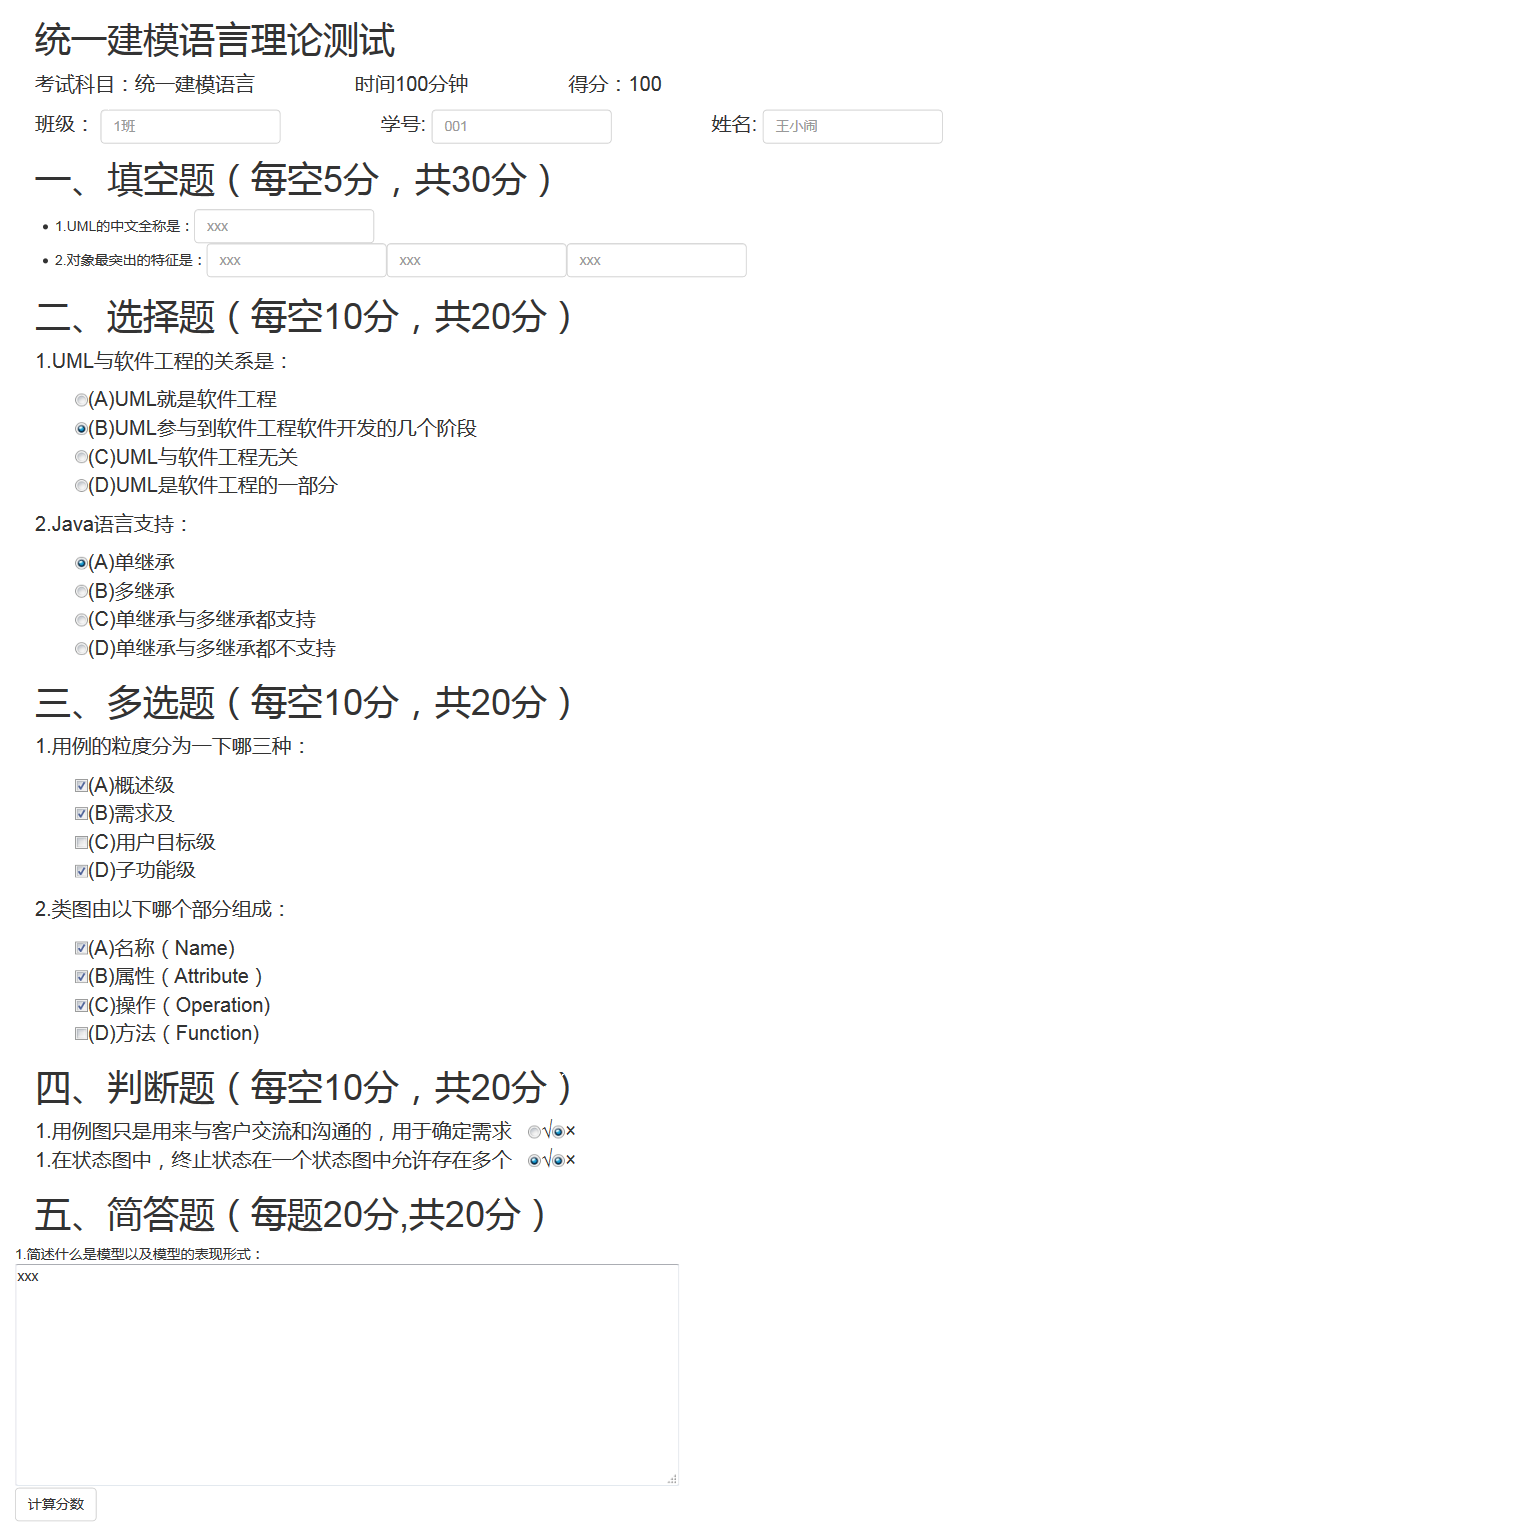 统一建模语言理论测试
考试科目：统一建模语言 时间100分钟 得分：100
班级： 1班 学号: 001 姓名: 王小闹
一、填空题（每空5分，共30分）
1.UML的中文全称是： xxx
2.对象最突出的特征是： xxx xxx xxx
二、选择题（每空10分，共20分）
1.UML与软件工程的关系是：
(A)UML就是软件工程
(B)UML参与到软件工程软件开发的几个阶段
(C)UML与软件工程无关
(D)UML是软件工程的一部分
2.Java语言支持：
(A)单继承
(B)多继承
(C)单继承与多继承都支持
(D)单继承与多继承都不支持
三、多选题（每空10分，共20分）
1.用例的粒度分为一下哪三种：
(A)概述级
(B)需求及
(C)用户目标级
(D)子功能级
2.类图由以下哪个部分组成：
(A)名称（Name)
(B)属性（Attribute）
(C)操作（Operation)
(D)方法（Function)
四、判断题（每空10分，共20分）
1.用例图只是用来与客户交流和沟通的，用于确定需求 √ ×
1.在状态图中，终止状态在一个状态图中允许存在多个 √ ×
五、简答题（每题20分,共20分）
1.简述什么是模型以及模型的表现形式：
xxx
计算分数